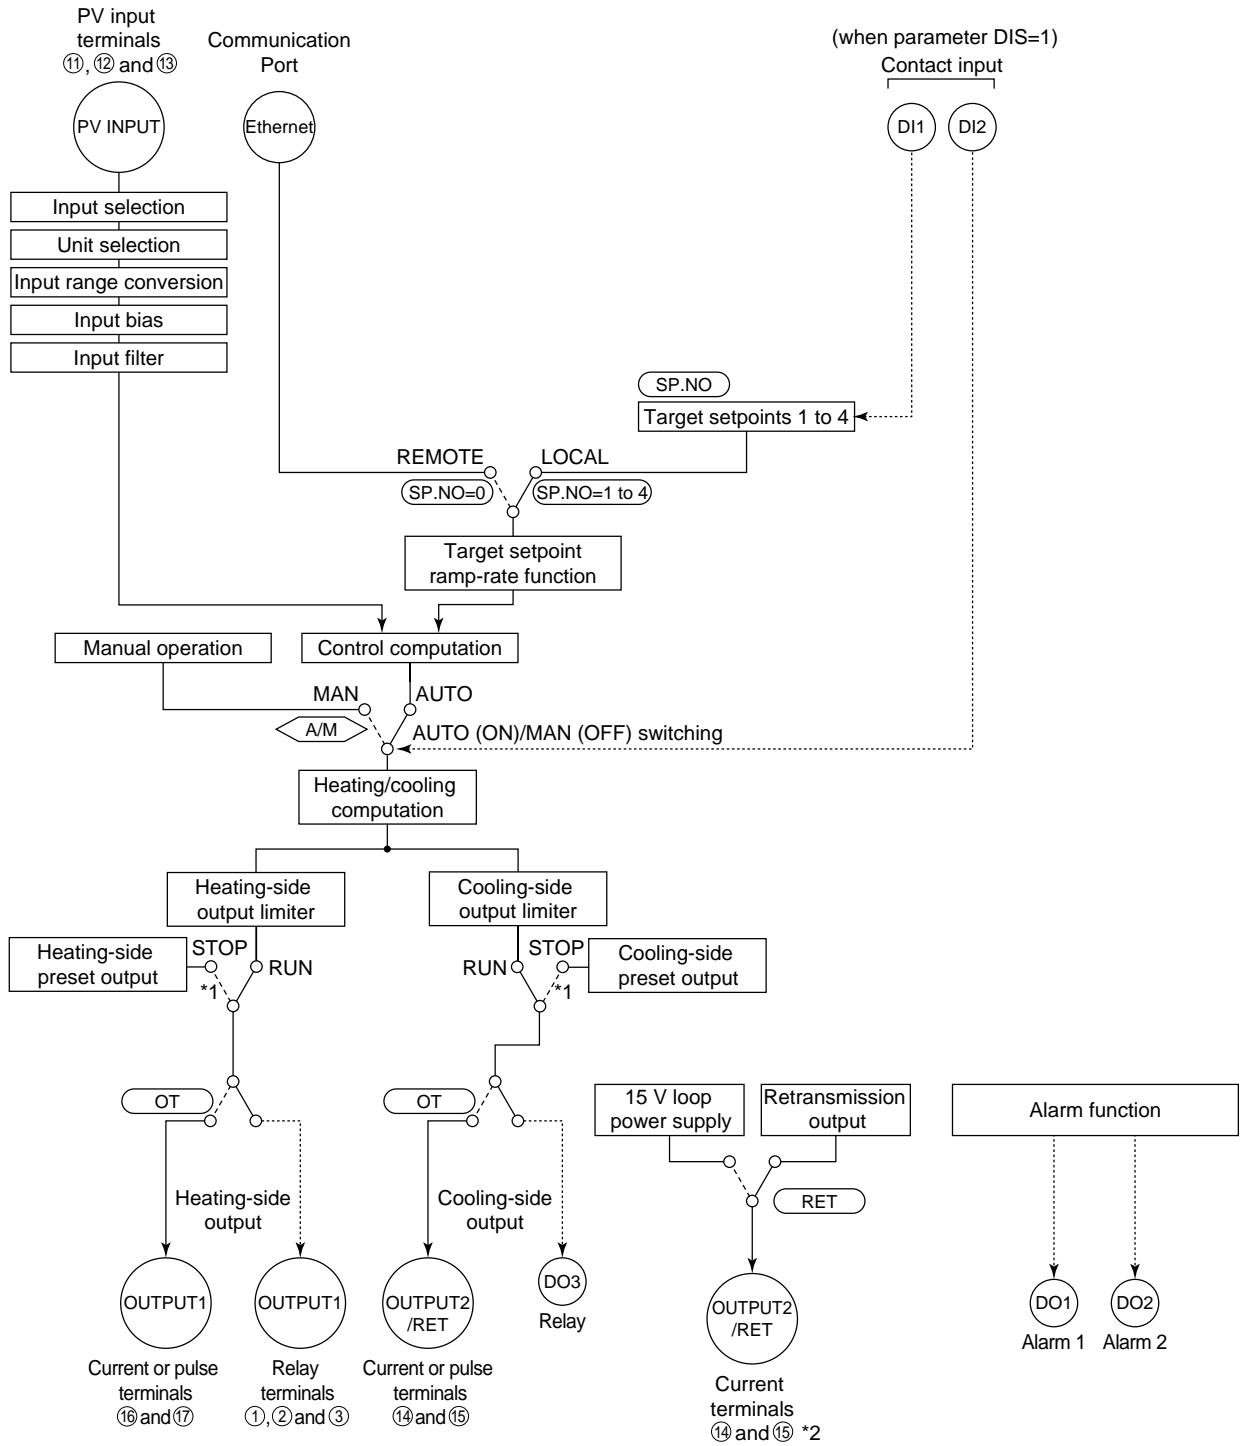 PV input
terminals
⑪, ⑫ and ⑬
Communication
Port
(when parameter DIS=1)
Contact input
PV INPUT
Ethernet
DI1
DI2
Input selection
Unit selection
Input range conversion
Input bias
Input filter
SP.NO
Target setpoints 1 to 4
REMOTE
LOCAL
SP.NO=0
SP.NO=1 to 4
Target setpoint
ramp-rate function
Manual operation
Control computation
MAN
AUTO
A/M
AUTO (ON)/MAN (OFF) switching
Heating/cooling
computation
Heating-side
output limiter
Cooling-side
output limiter
Heating-side
preset output
STOP
RUN
*1
RUN
STOP
*1
Cooling-side
preset output
OT
OT
15 V loop
power supply
Retransmission
output
Alarm function
RET
Heating-side
output
Cooling-side
output
OUTPUT1
OUTPUT1
OUTPUT2
/RET
DO3
Relay
OUTPUT2
/RET
DO1
DO2
Alarm 1
Alarm 2
Current or pulse
terminals
⑯ and ⑰
Relay
terminals
①, ② and ③
Current or pulse
terminals
⑭ and ⑮
Current
terminals
⑭ and ⑮ *2